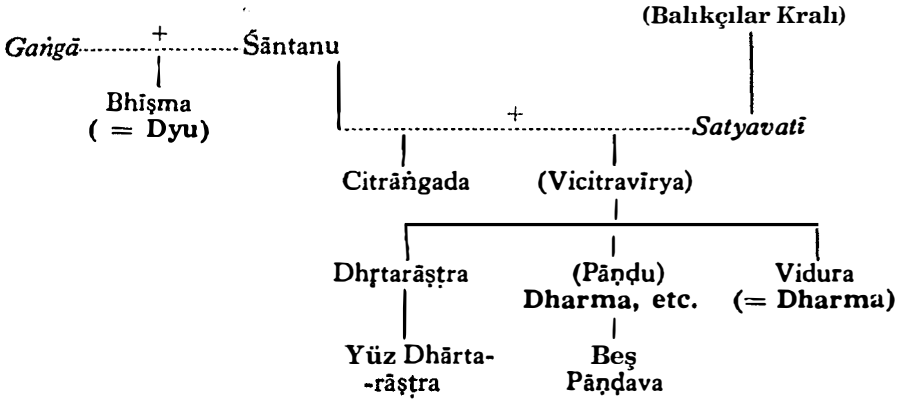 (Balıkçılar Kralı)
Gaṅgā + Śāntanu
Bhīṣma
( = Dyu)
+ Satyavatī
Citrāṅgada (Vicitravīrya)
Dhṛtarāṣṭra (Pāṇḍu) Vidura
Dharma, etc. (= Dharma)
Yüz Dhārta- Beş
-rāṣṭra Pāṇḍava